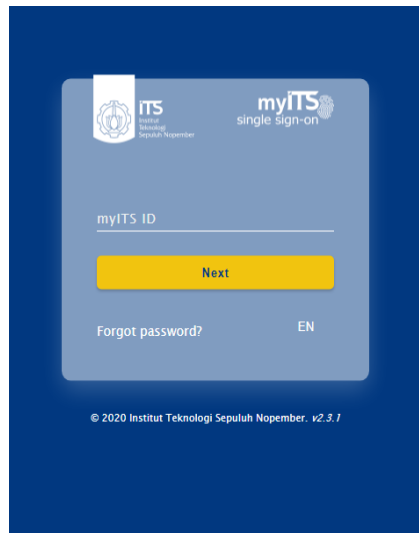 iTS
Institut
Teknologi
Sepuluh Nopember
myiTS
single sign-on
myITS ID
Next
Forgot password?
EN
© 2020 Institut Teknologi Sepuluh Nopember. v2.3.1